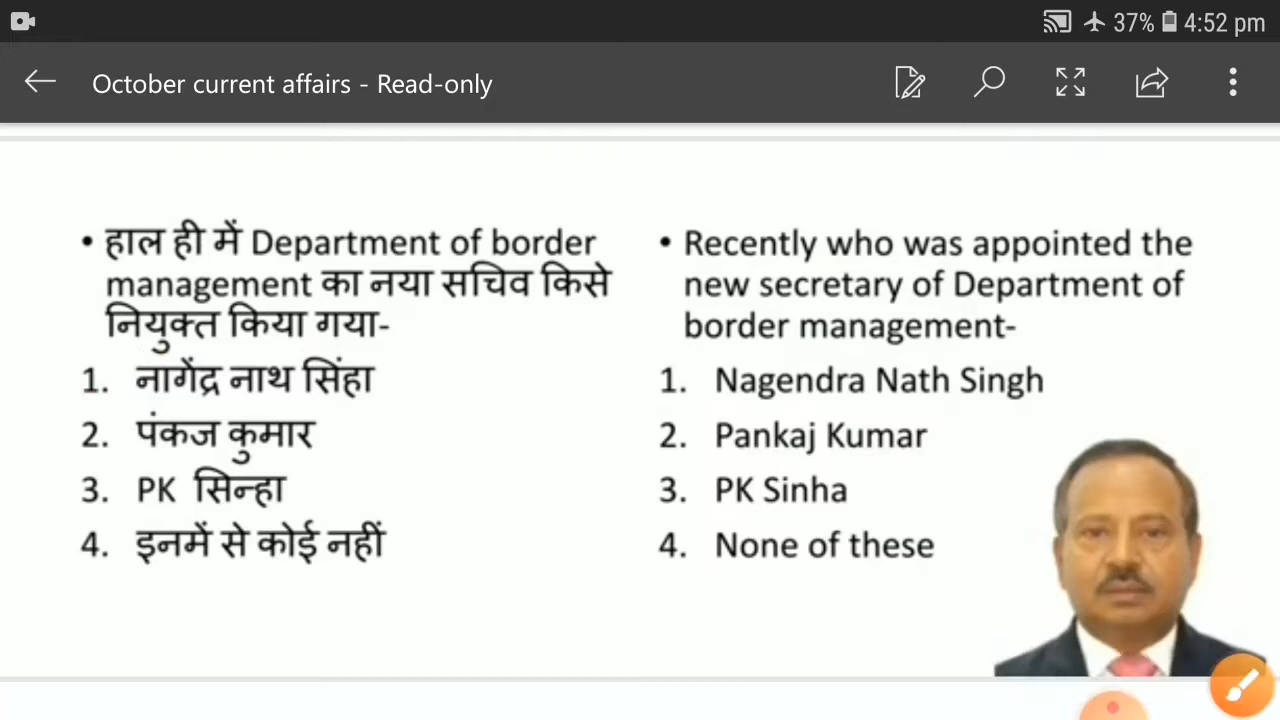 37% 4:52 pm
October current affairs - Read-only
• हाल ही में Department of border
management का नया सचिव किसे
नियुक्त किया गया-
1. नागेंद्र नाथ सिंहा
2. पंकज कुमार
3. PK सिन्हा
4. इनमें से कोई नहीं
• Recently who was appointed the
new secretary of Department of
border management-
1. Nagendra Nath Singh
2. Pankaj Kumar
3. PK Sinha
4. None of these